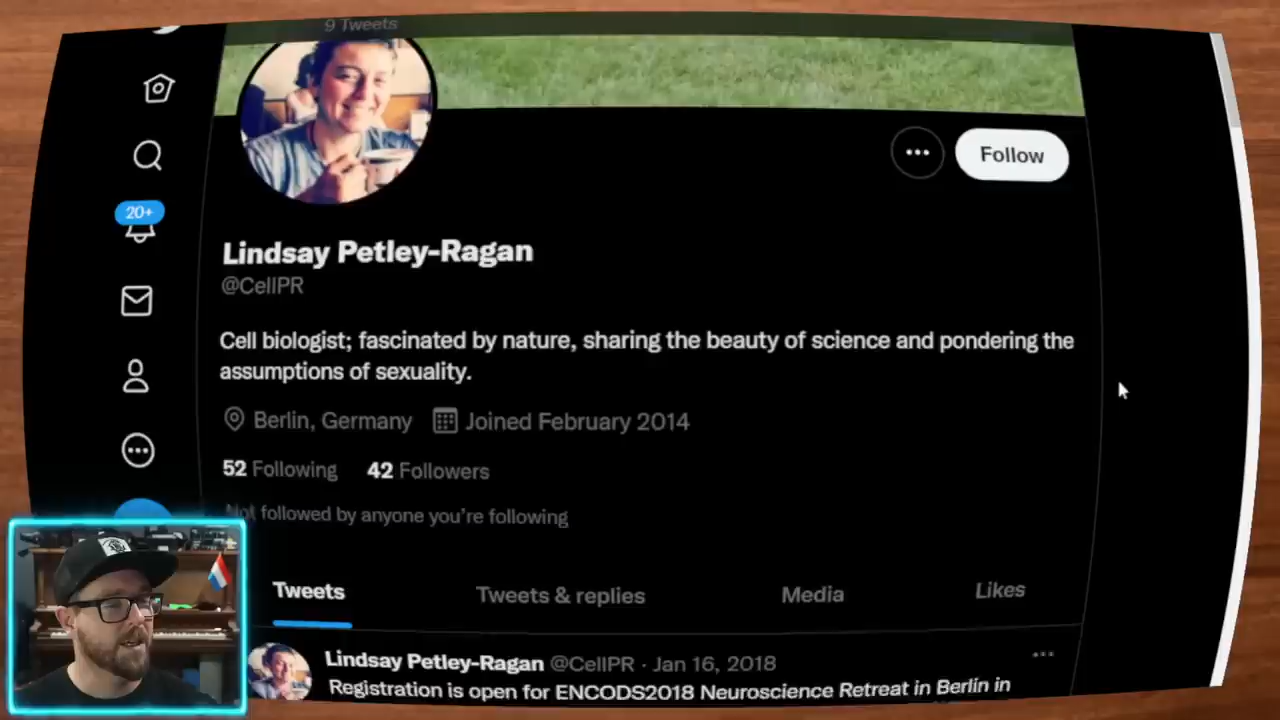 9 Tweets
Follow
20+
Lindsay Petley-Ragan
@CellPR
Cell biologist; fascinated by nature, sharing the beauty of science and pondering the
assumptions of sexuality.
Berlin, Germany Joined February 2014
52 Following 42 Followers
Not followed by anyone you're following
Tweets Tweets & replies Media Likes
Lindsay Petley-Ragan @CellPR · Jan 16, 2018
Registration is open for ENCODS2018 Neuroscience Retreat in Berlin in